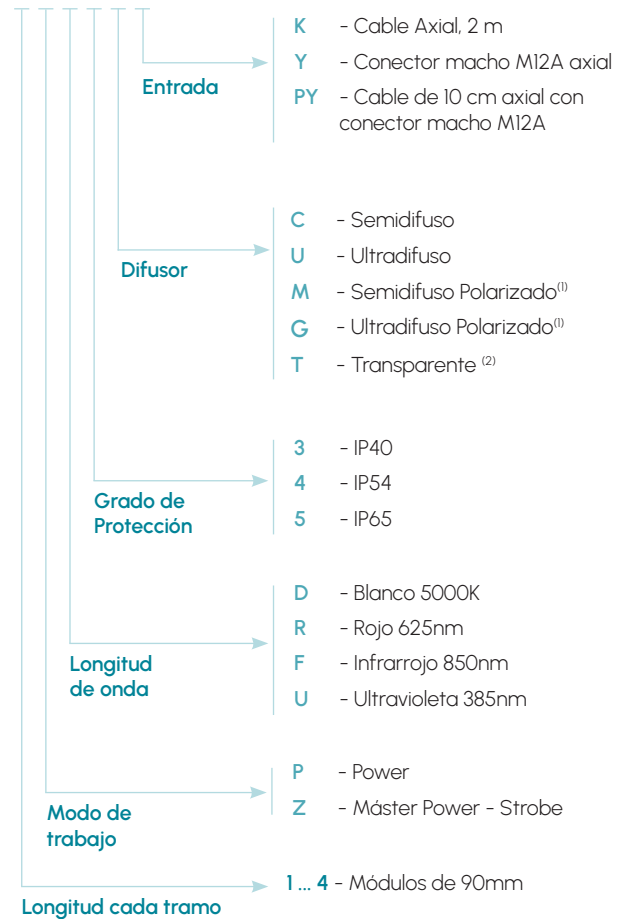 K - Cable Axial, 2 m
Y - Conector macho M12A axial
Entrada
PY - Cable de 10 cm axial con
conector macho M12A
C - Semidifuso
U - Ultradifuso
Difusor
M - Semidifuso Polarizado(1)
G - Ultradifuso Polarizado(1)
T - Transparente (2)
3 - IP40
4 - IP54
Grado de
Protección
5 - IP65
D - Blanco 5000K
R - Rojo 625nm
Longitud
de onda
F - Infrarrojo 850nm
U - Ultravioleta 385nm
P - Power
Modo de
trabajo
Z - Máster Power - Strobe
1 ... 4 - Módulos de 90mm
Longitud cada tramo